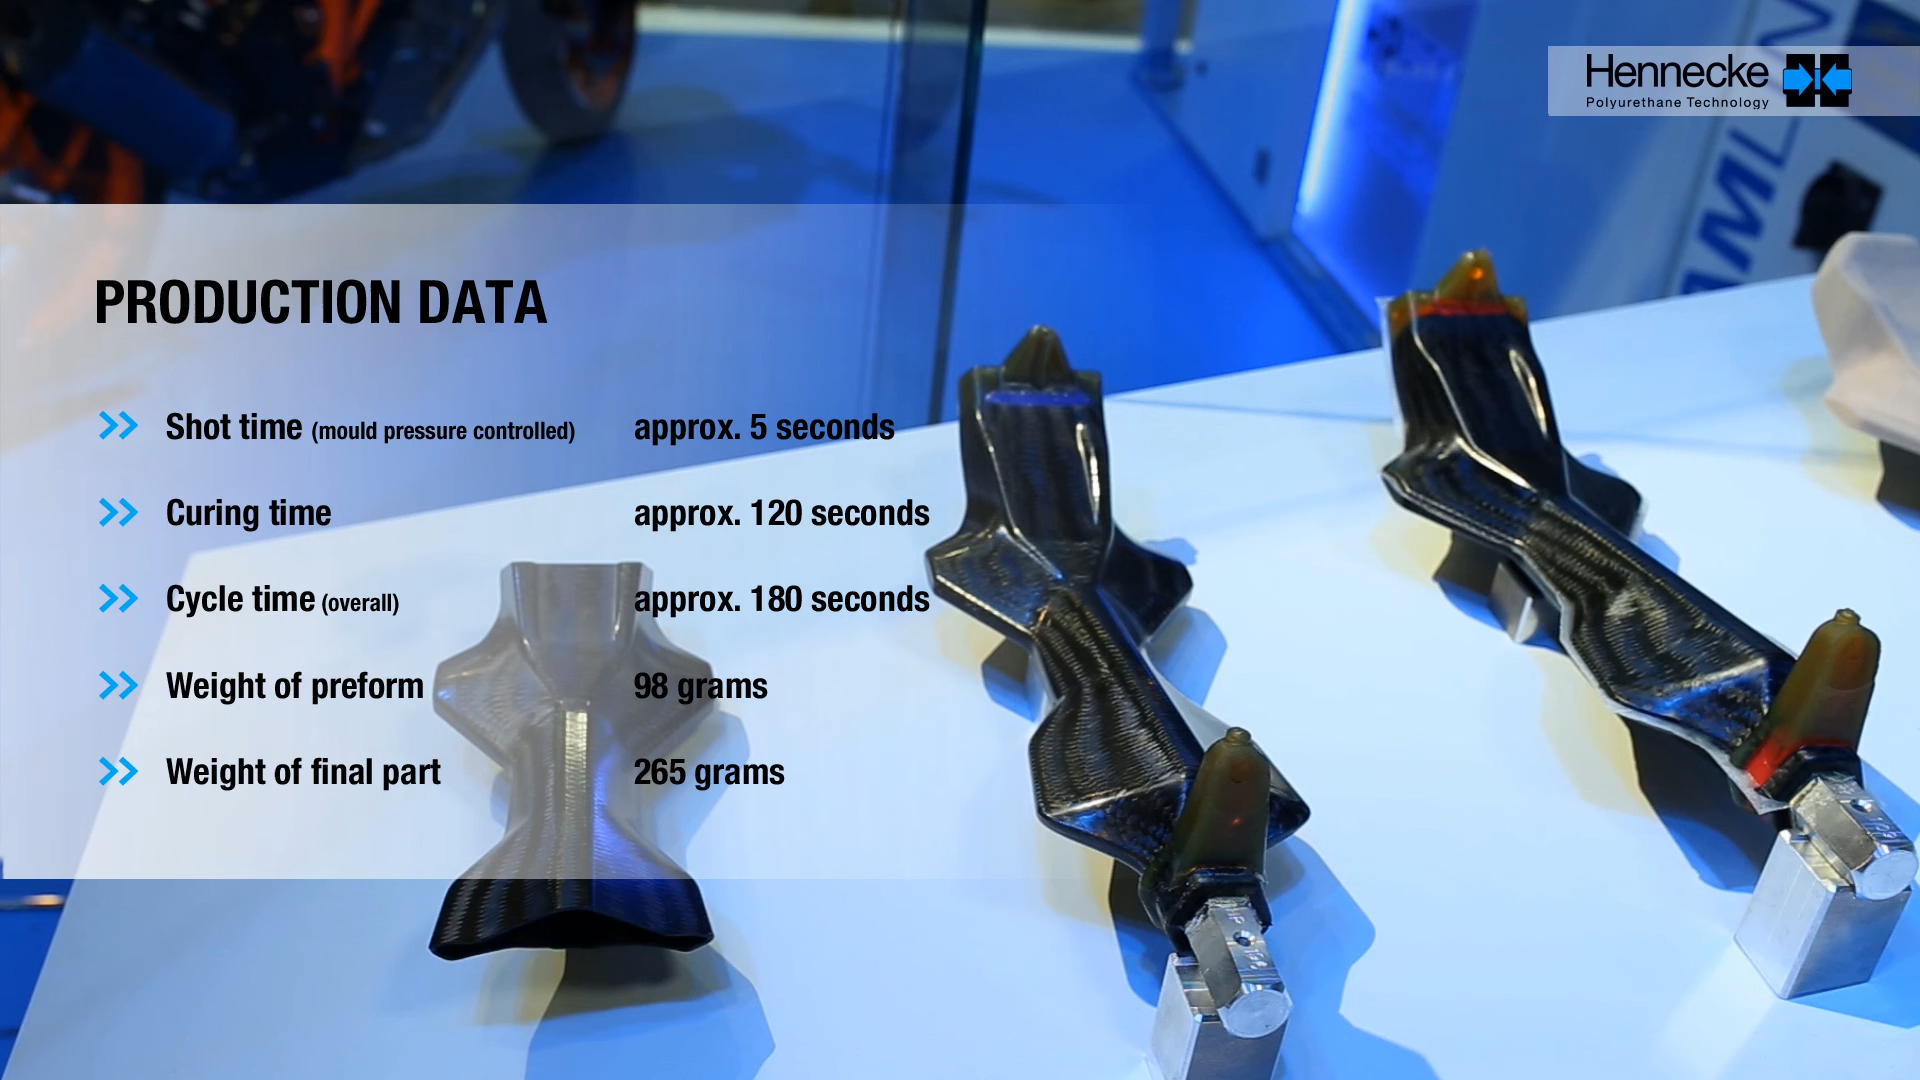 Hennecke
Polyurethane Technology
PRODUCTION DATA
Shot time (mould pressure controlled) approx. 5 seconds
Curing time approx. 120 seconds
Cycle time (overall) approx. 180 seconds
Weight of preform 98 grams
Weight of final part 265 grams